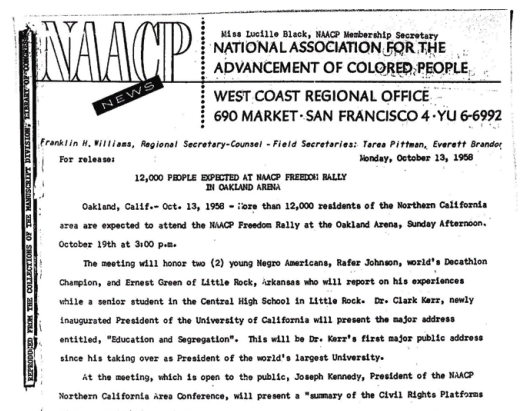 Miss Lucille Black, NAACP Membership Secretary
NAACP
NEWS
NATIONAL ASSOCIATION FOR THE
ADVANCEMENT OF COLORED PEOPLE
WEST COAST REGIONAL OFFICE
690 MARKET · SAN FRANCISCO 4 · YU 6-6992
Franklin H. Williams, Regional Secretary-Counsel - Field Secretaries: Tarea Pittman, Everett Brandon
For release: Monday, October 13, 1958
12,000 PEOPLE EXPECTED AT NAACP FREEDOM RALLY
IN OAKLAND ARENA
Oakland, Calif.- Oct. 13, 1958 - More than 12,000 residents of the Northern California
area are expected to attend the NAACP Freedom Rally at the Oakland Arena, Sunday Afternoon.
October 19th at 3:00 p.m.
The meeting will honor two (2) young Negro Americans, Rafer Johnson, world's Decathlon
Champion, and Ernest Green of Little Rock, Arkansas who will report on his experiences
while a senior student in the Central High School in Little Rock. Dr. Clark Kerr, newly
inaugurated President of the University of California will present the major address
entitled, "Education and Segregation". This will be Dr. Kerr's first major public address
since his taking over as President of the world's largest University.
At the meeting, which is open to the public, Joseph Kennedy, President of the NAACP
Northern California Area Conference, will present a "summary of the Civil Rights Platforms
REPRODUCED FROM THE COLLECTIONS OF THE MANUSCRIPT DIVISION, LIBRARY OF CONGRESS